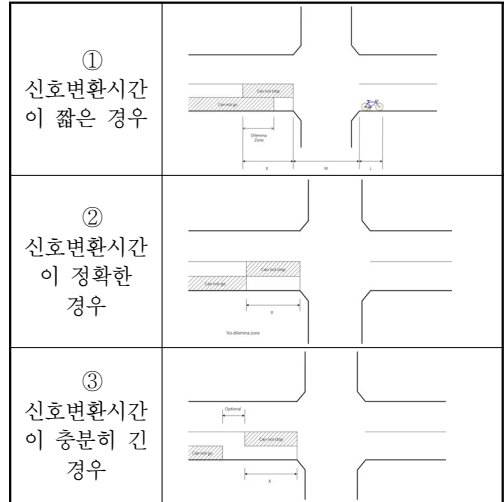 ①
신호변환시간
이 짧은 경우
Can not stop
Can not go
Dilemma
Zone
X
W
L
②
신호변환시간
이 정확한
경우
Can not stop
Can not go
X
No dilemma zone
③
신호변환시간
이 충분히 긴
경우
Optional
Can not stop
Can not go
X